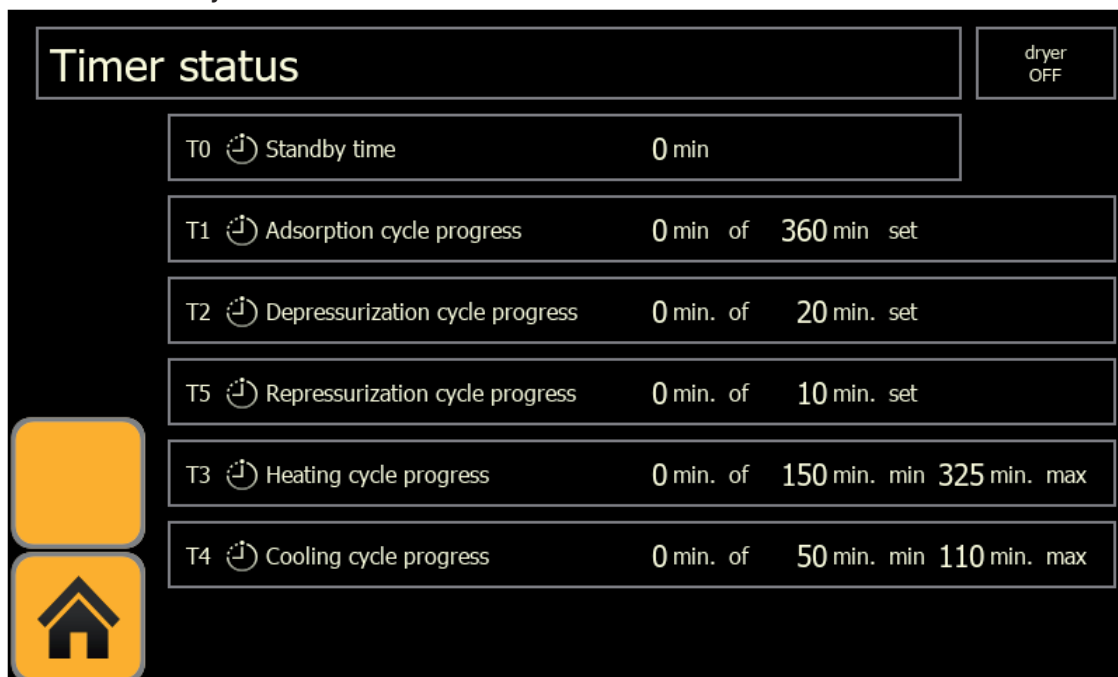 Timer status
dryer
OFF
T0 Standby time 0 min
T1 Adsorption cycle progress 0 min of 360 min set
T2 Depressurization cycle progress 0 min. of 20 min. set
T5 Repressurization cycle progress 0 min. of 10 min. set
T3 Heating cycle progress 0 min. of 150 min. min 325 min. max
T4 Cooling cycle progress 0 min. of 50 min. min 110 min. max